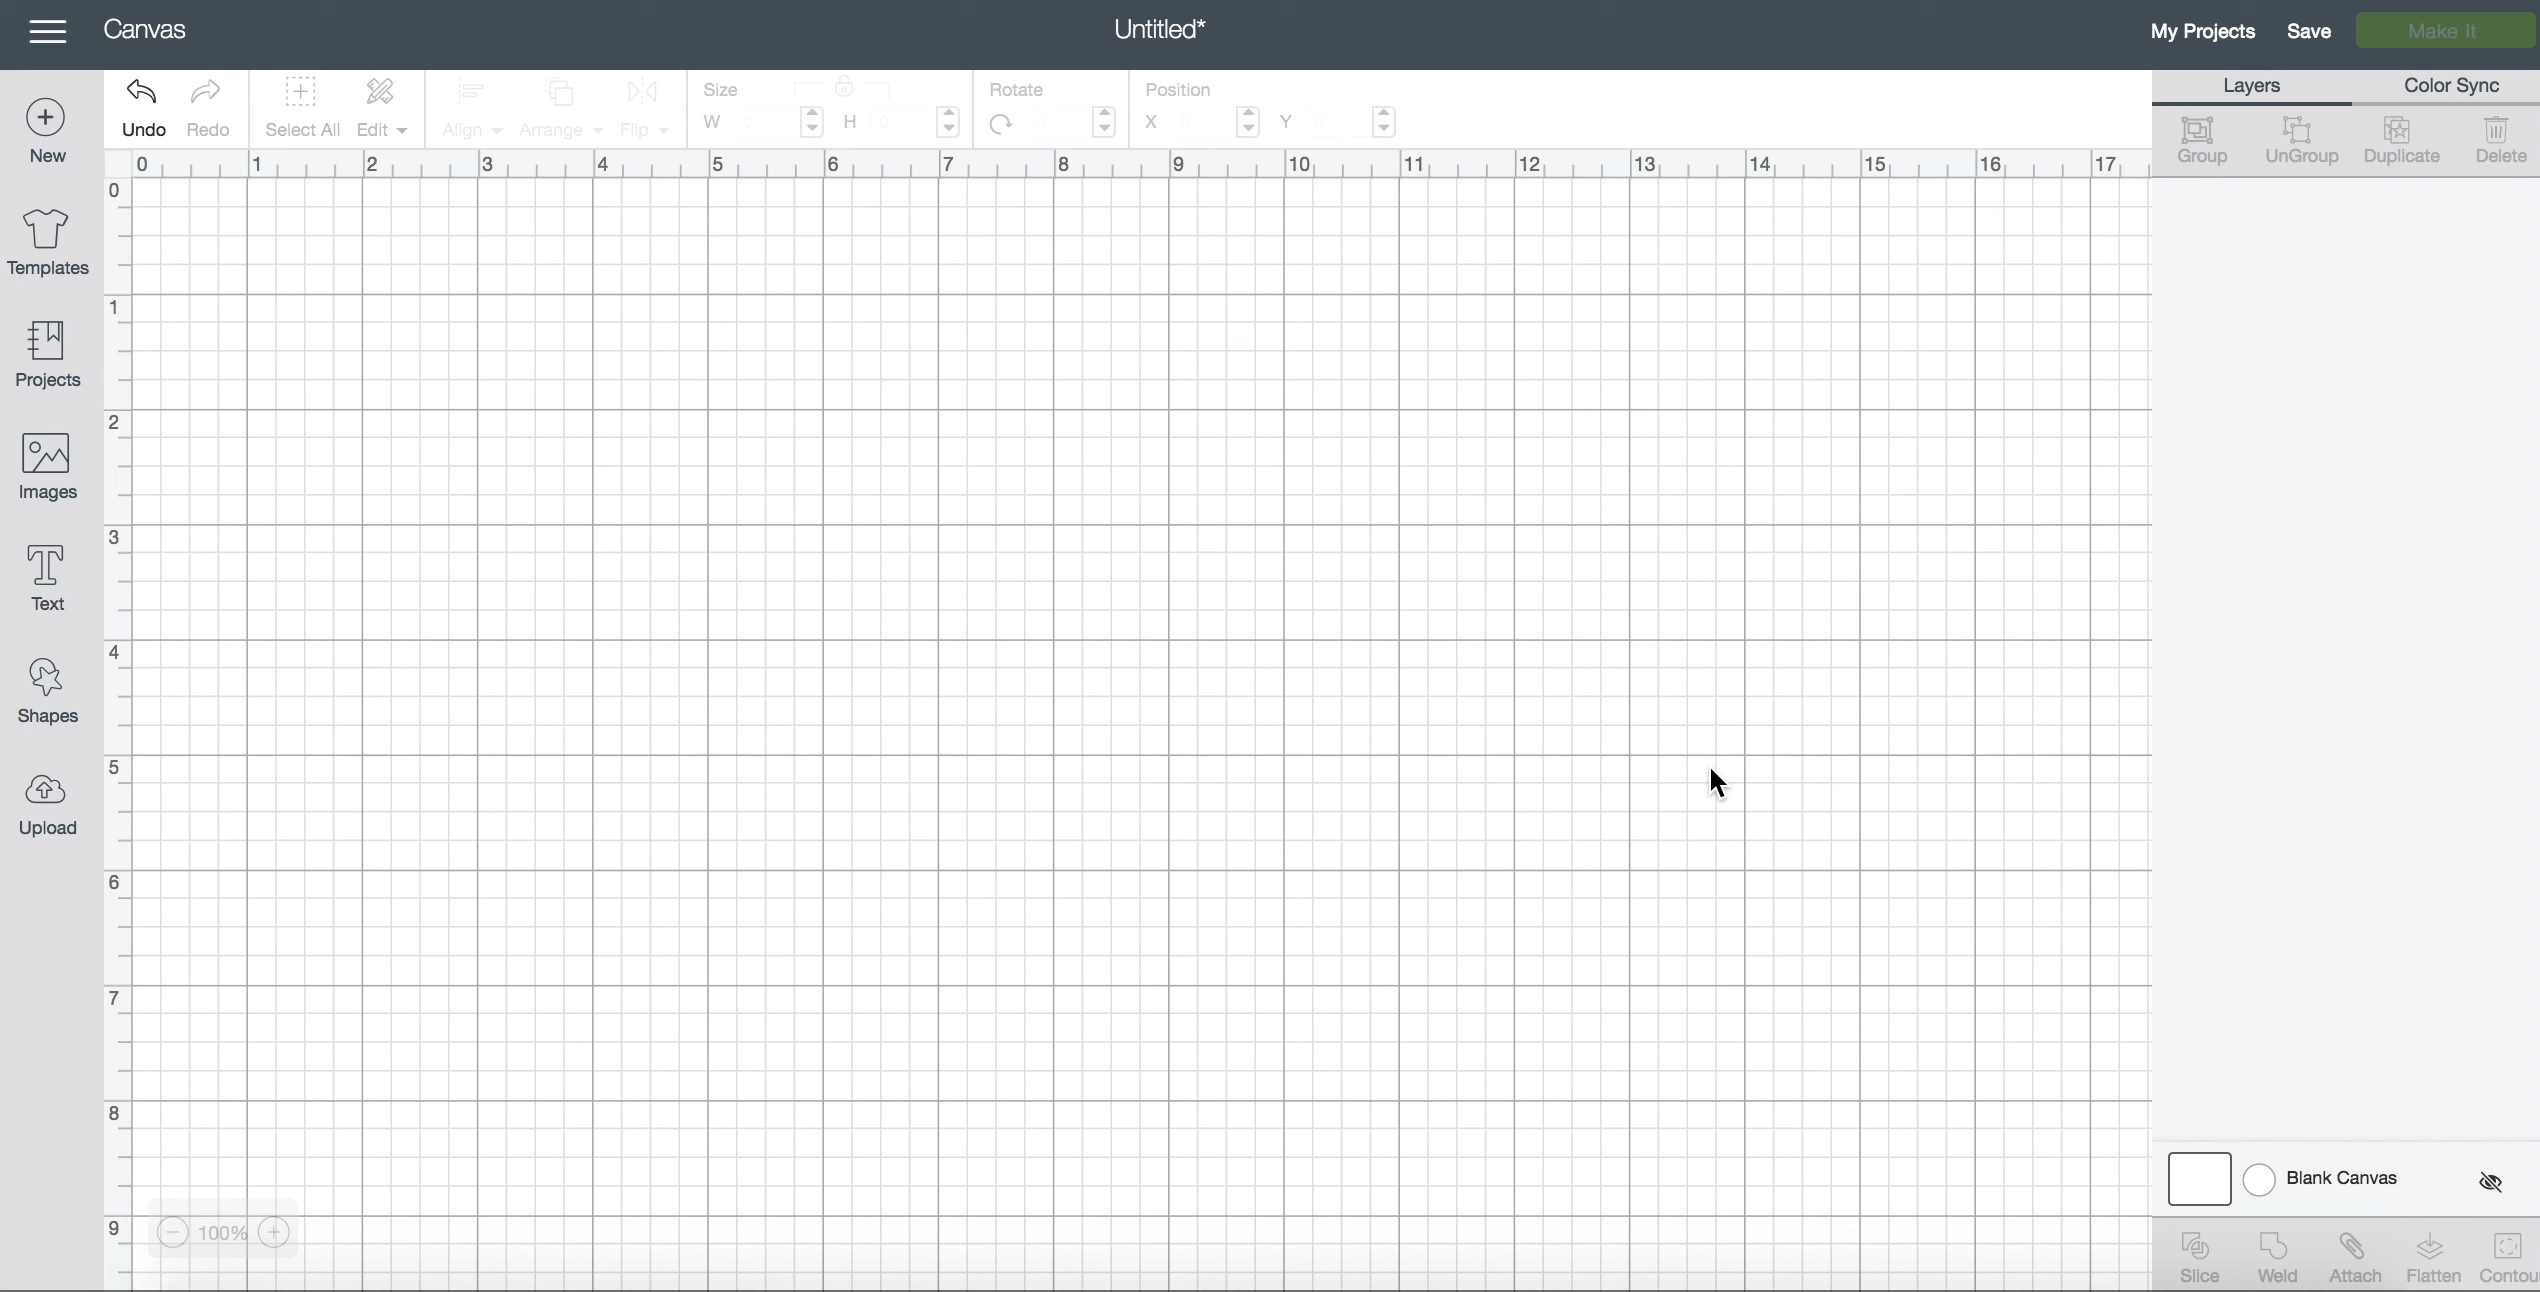 Canvas
Untitled*
My Projects Save Make It
New
Templates
Projects
Images
Text
Shapes
Upload
Undo Redo Select All Edit Align Arrange Flip
Size
W 0 H 0
Rotate
Position
X Y
0 1 2 3 4 5 6 7 8 9 10 11 12 13 14 15 16 17
0
1
2
3
4
5
6
7
8
9
100%
Layers Color Sync
Group UnGroup Duplicate Delete
Blank Canvas
Slice Weld Attach Flatten Contou